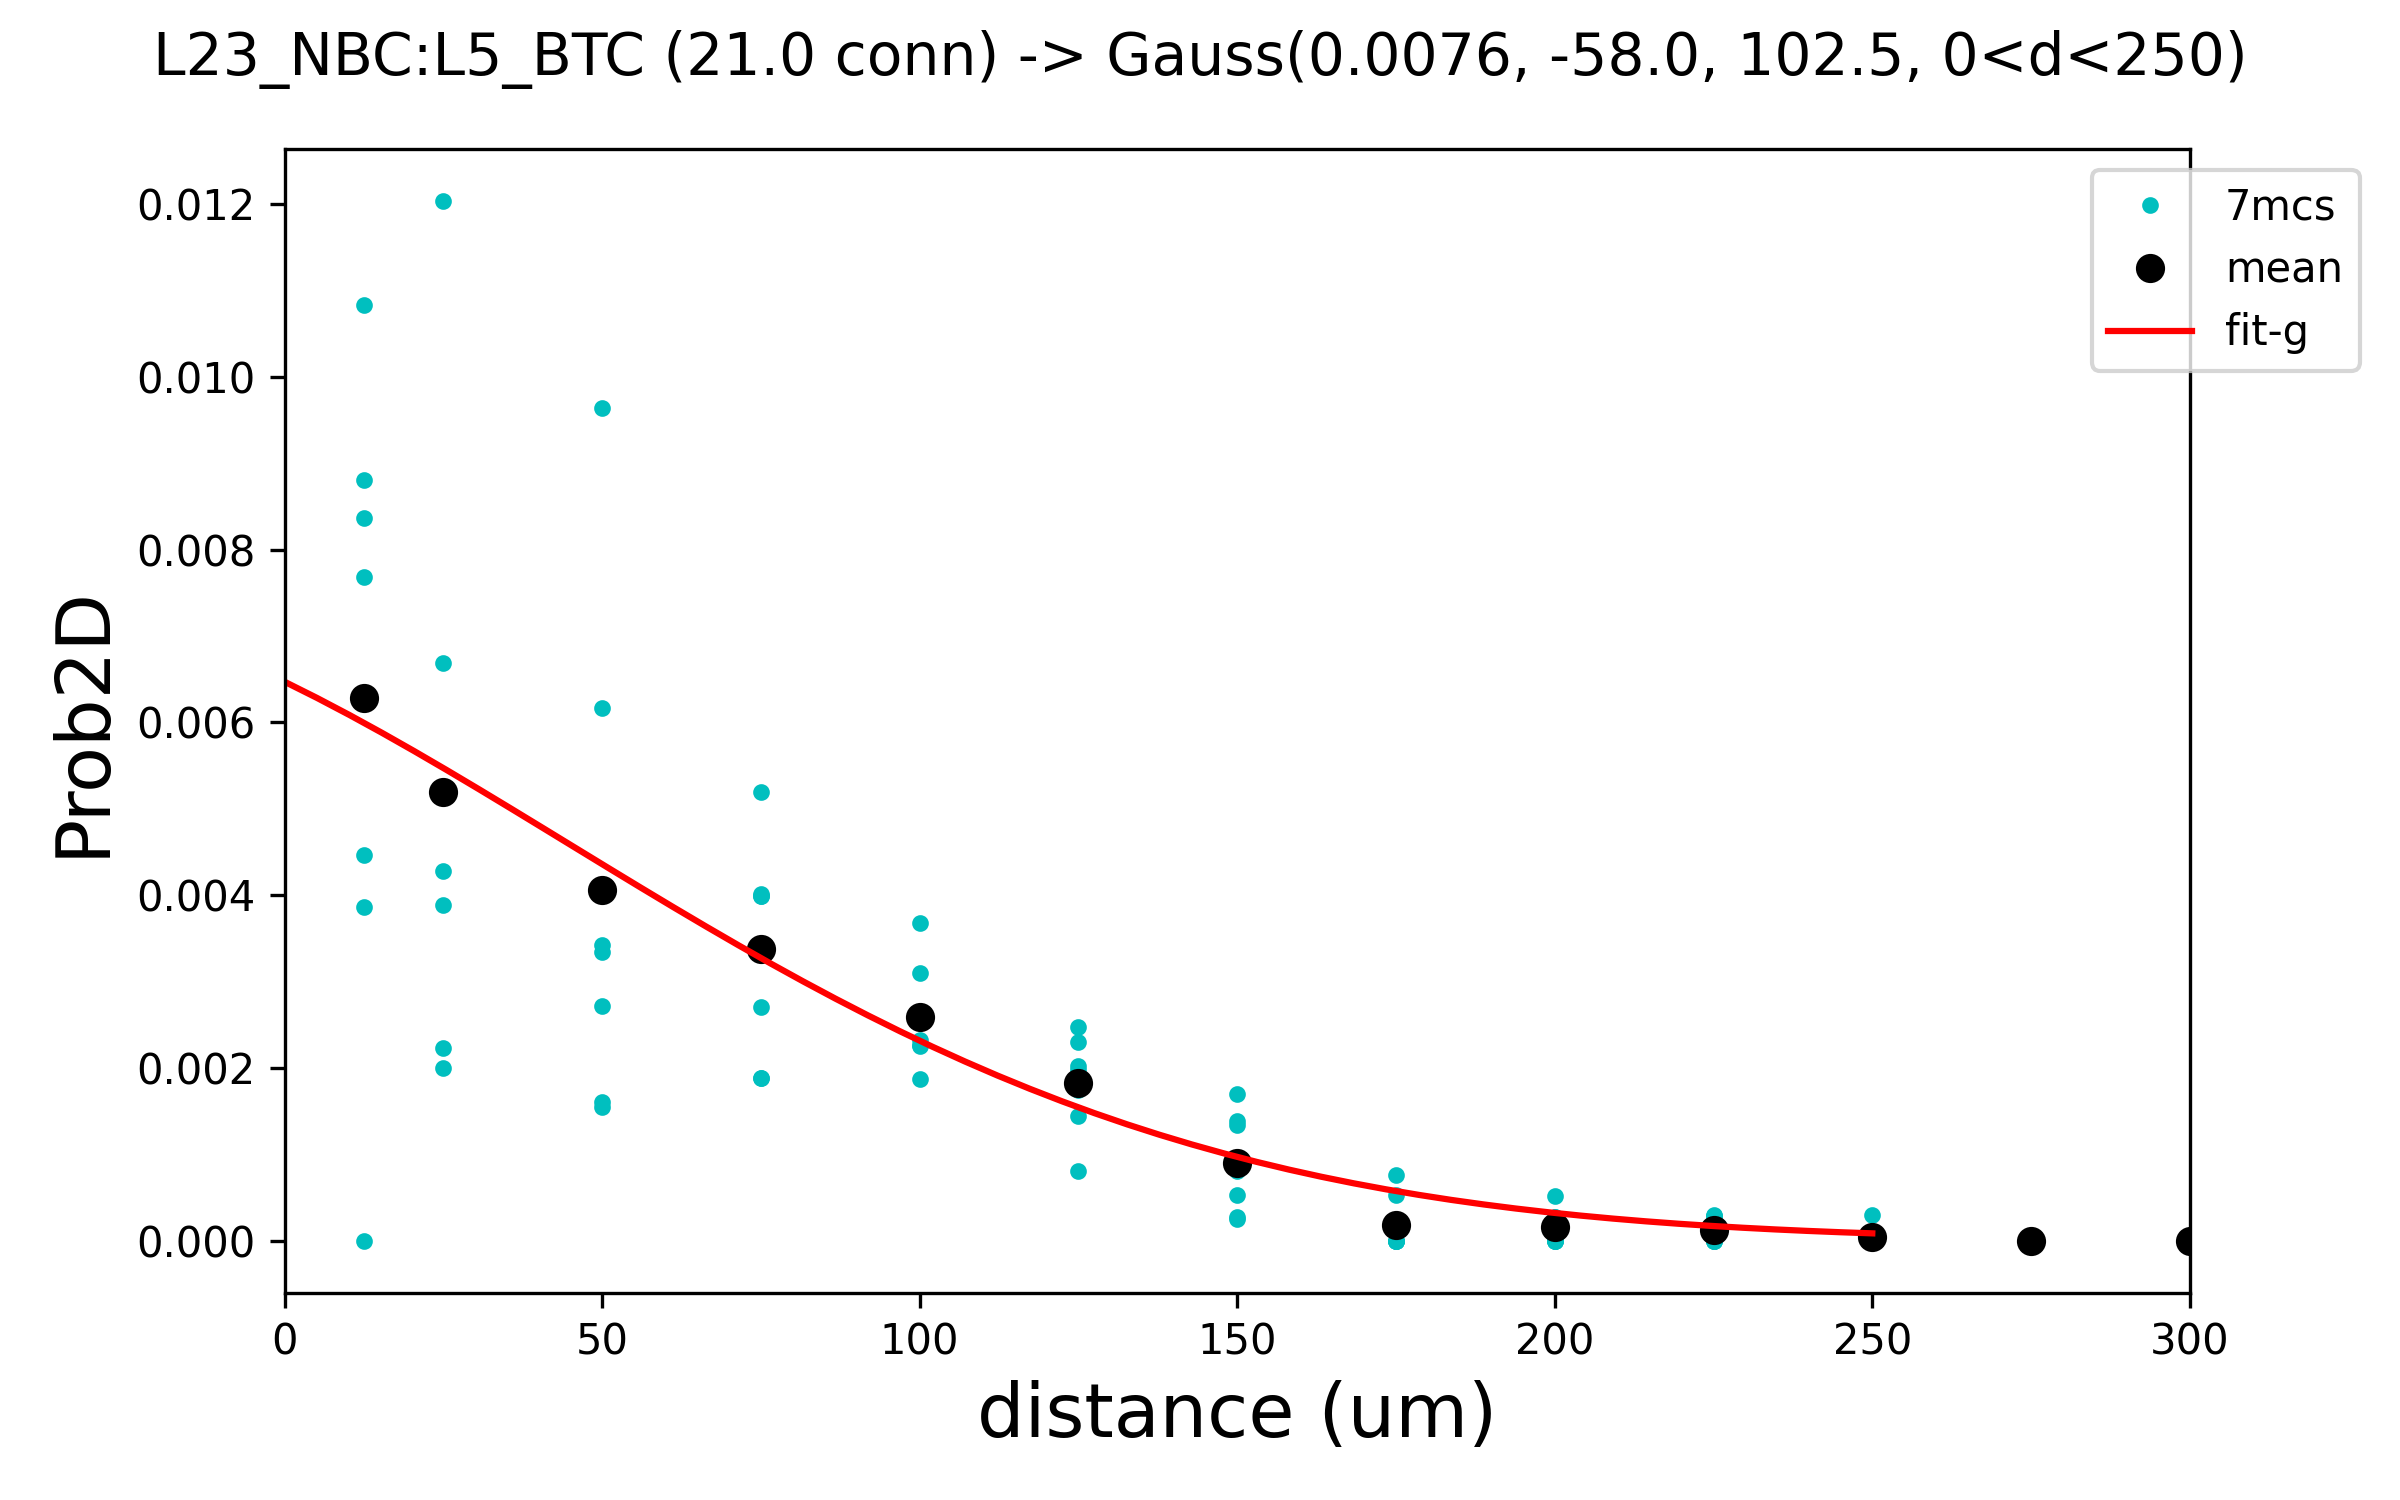 L23_NBC:L5_BTC (21.0 conn) -> Gauss(0.0076, -58.0, 102.5, 0<d<250)
7mcs
mean
fit-g
Prob2D
0.012
0.010
0.008
0.006
0.004
0.002
0.000
0 50 100 150 200 250 300
distance (um)